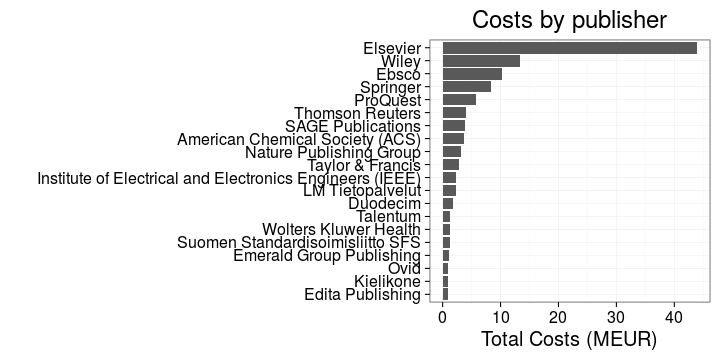 Costs by publisher
Elsevier
Wiley
Ebsco
Springer
ProQuest
Thomson Reuters
SAGE Publications
American Chemical Society (ACS)
Nature Publishing Group
Taylor & Francis
Institute of Electrical and Electronics Engineers (IEEE)
LM Tietopalvelut
Duodecim
Talentum
Wolters Kluwer Health
Suomen Standardisoimisliitto SFS
Emerald Group Publishing
Ovid
Kielikone
Edita Publishing
0 10 20 30 40
Total Costs (MEUR)